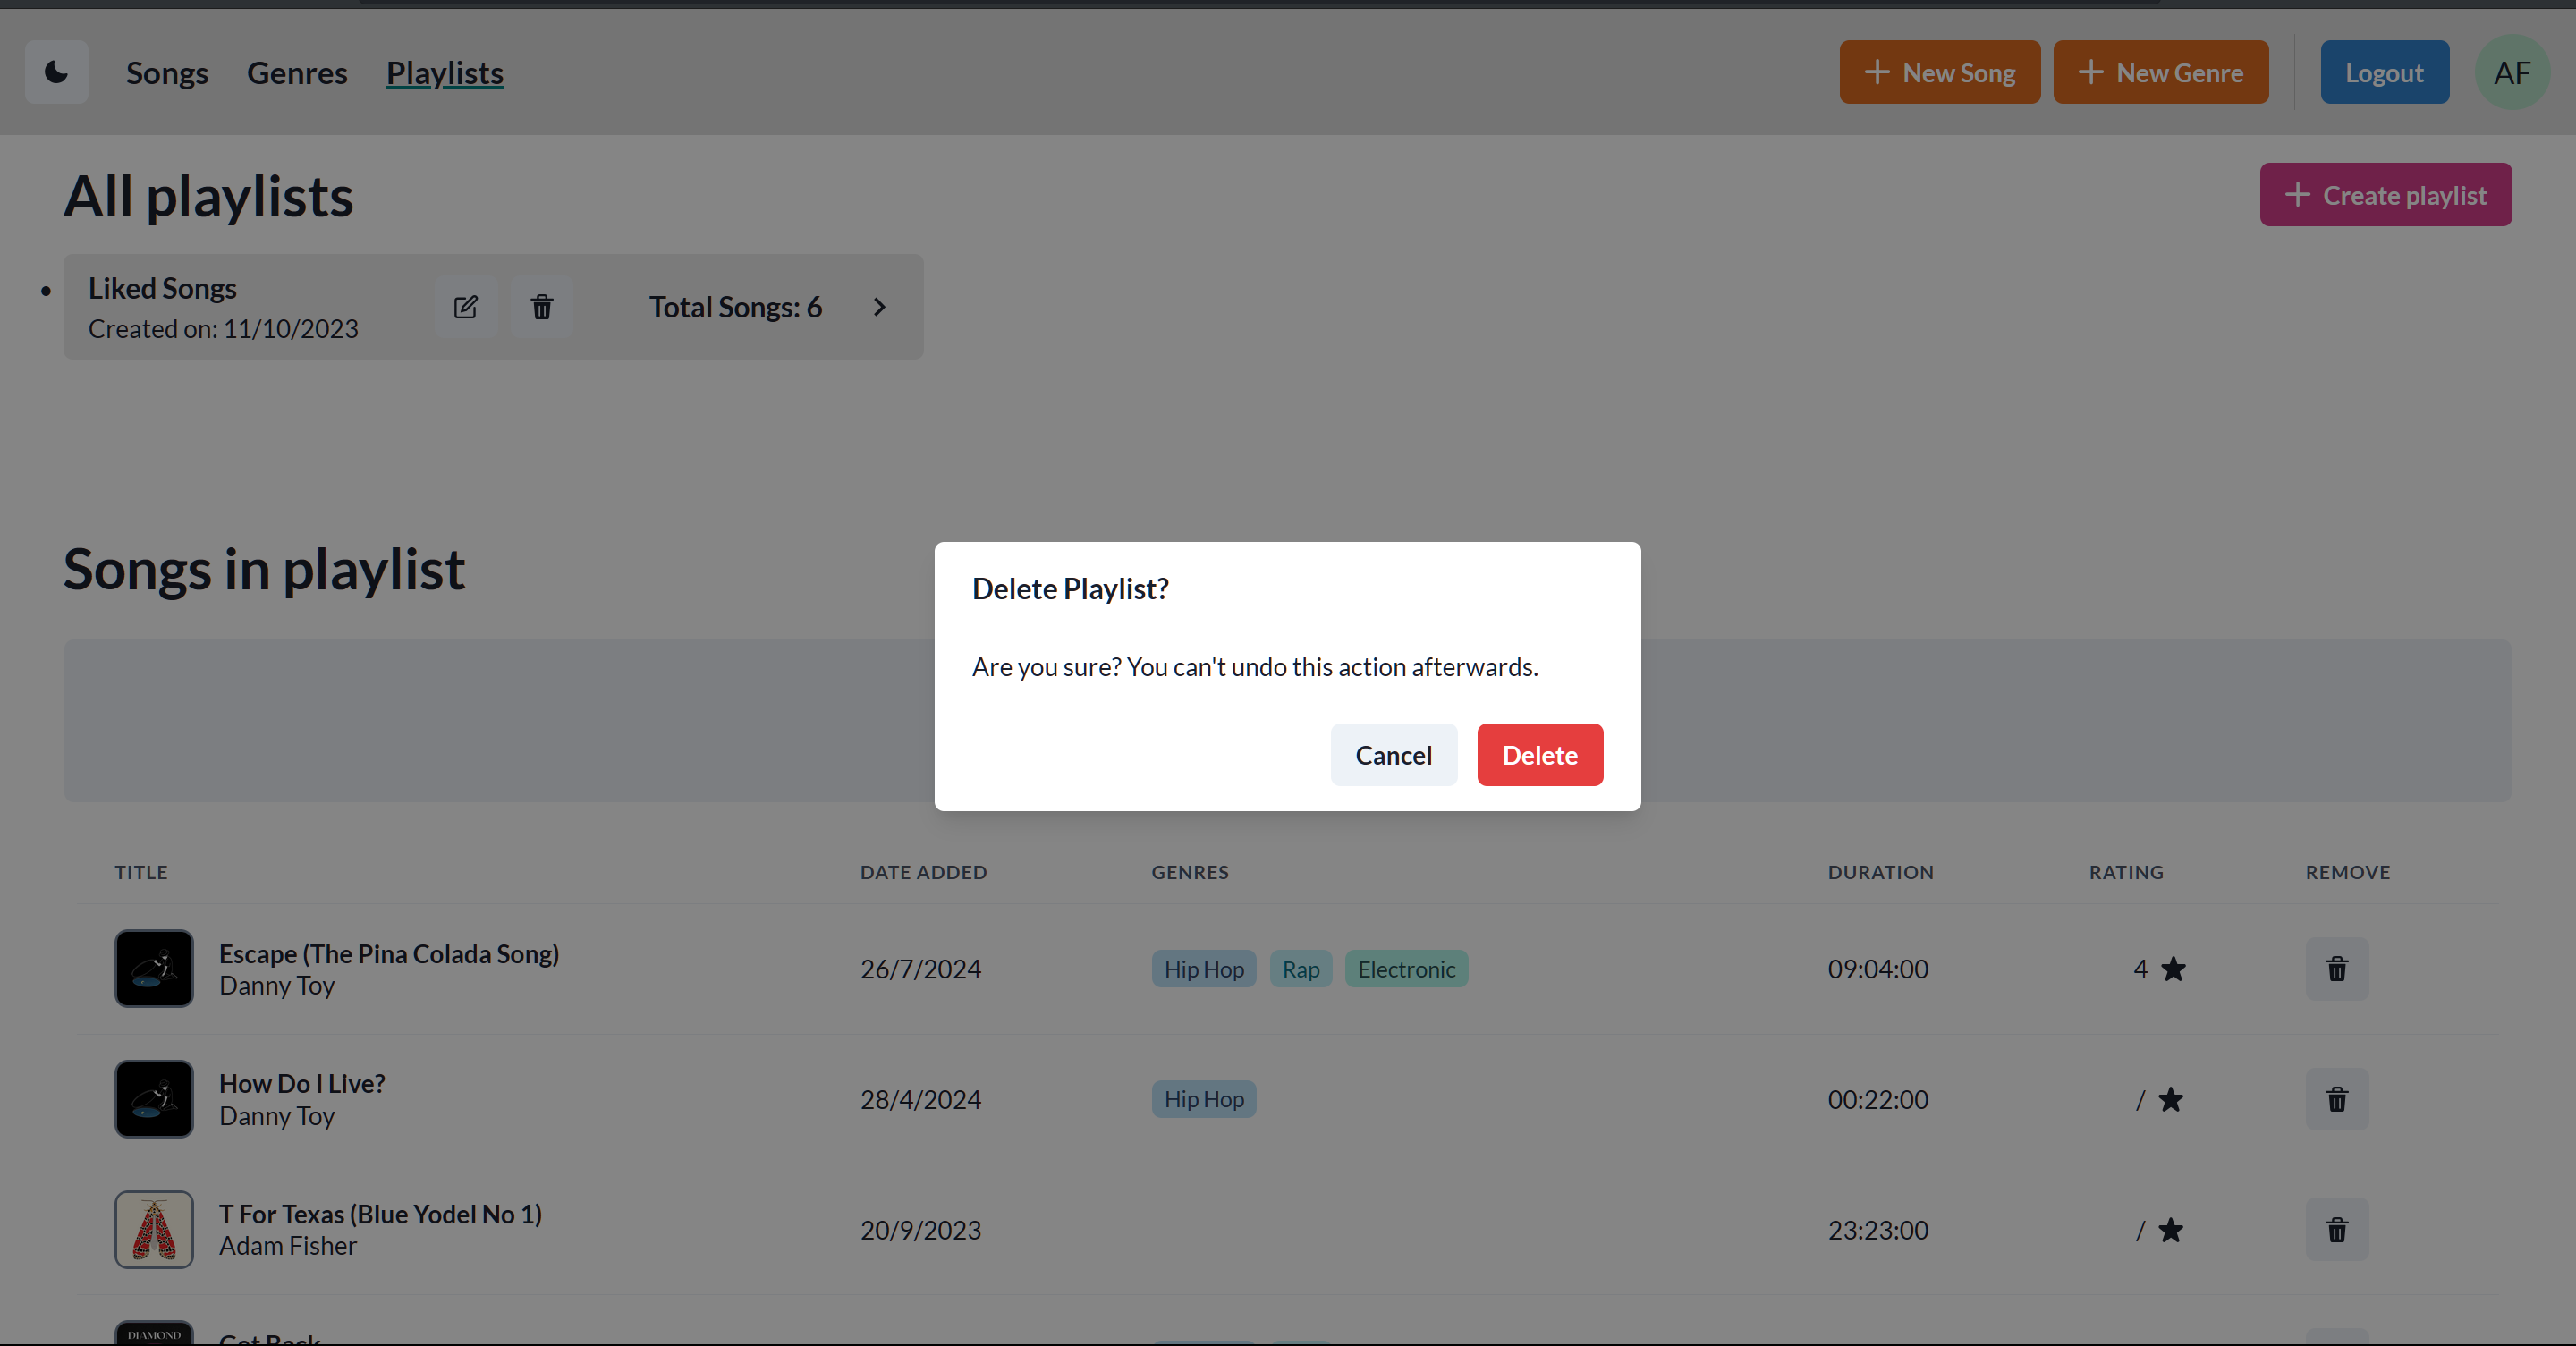 Songs Genres Playlists New Song New Genre Logout AF
All playlists
Create playlist
Liked Songs
Created on: 11/10/2023
Total Songs: 6
Songs in playlist
Delete Playlist?
Are you sure? You can't undo this action afterwards.
Cancel Delete
TITLE DATE ADDED GENRES DURATION RATING REMOVE
Escape (The Pina Colada Song)
Danny Toy
26/7/2024 Hip Hop Rap Electronic 09:04:00 4
How Do I Live?
Danny Toy
28/4/2024 Hip Hop 00:22:00 /
T For Texas (Blue Yodel No 1)
Adam Fisher
20/9/2023 23:23:00 /
DIAMOND
Get Back